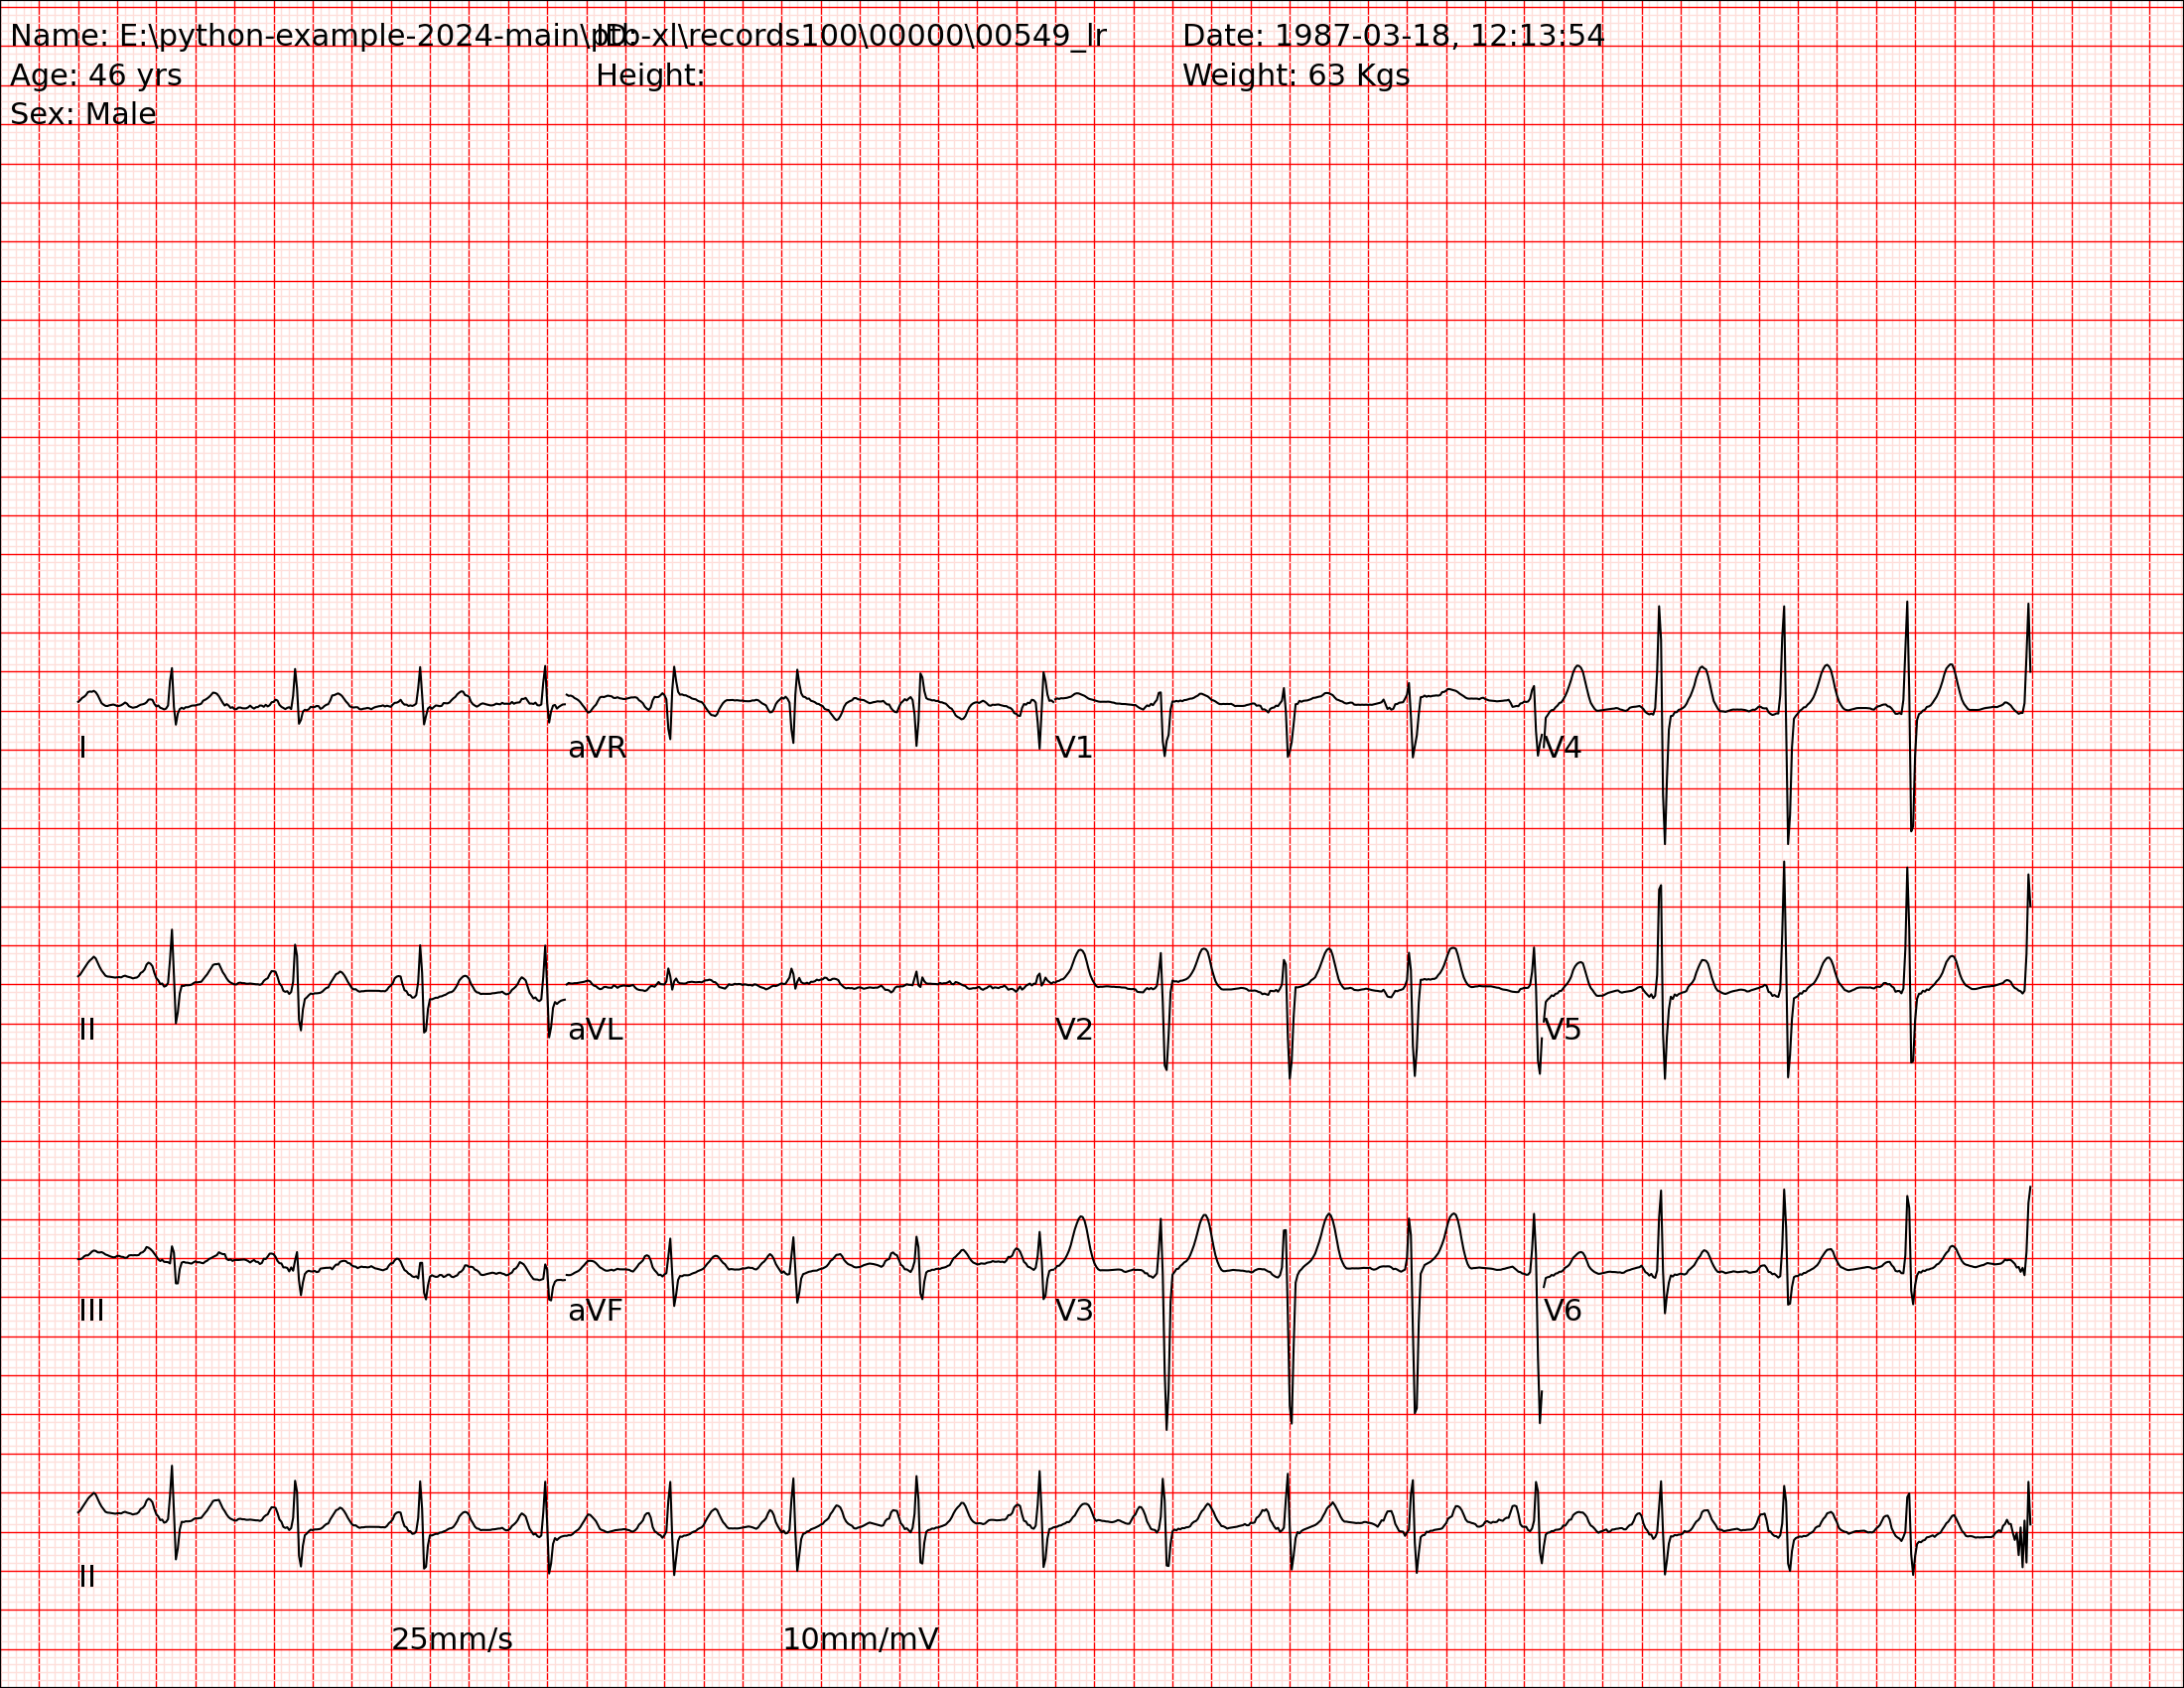 Name: E:\python-example-2024-main\ptb-xl\records100\00000\00549_lr ID: Date: 1987-03-18, 12:13:54
Age: 46 yrs Height: Weight: 63 Kgs
Sex: Male
I aVR V1 V4
II aVL V2 V5
III aVF V3 V6
II
25mm/s 10mm/mV